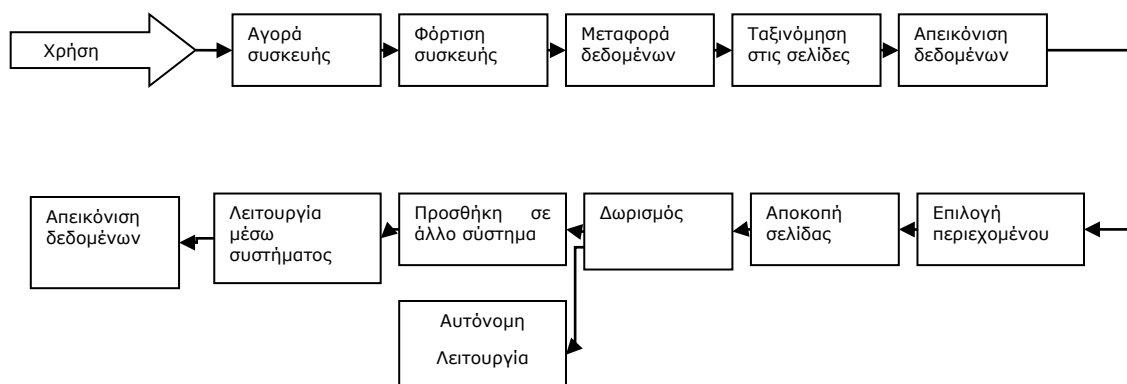 Χρήση
Αγορά
συσκευής
Φόρτιση
συσκευής
Μεταφορά
δεδομένων
Ταξινόμηση
στις σελίδες
Απεικόνιση
δεδομένων
Επιλογή
περιεχομένου
Αποκοπή
σελίδας
Δωρισμός
Προσθήκη σε
άλλο σύστημα
Λειτουργία
μέσω
συστήματος
Απεικόνιση
δεδομένων
Αυτόνομη
Λειτουργία